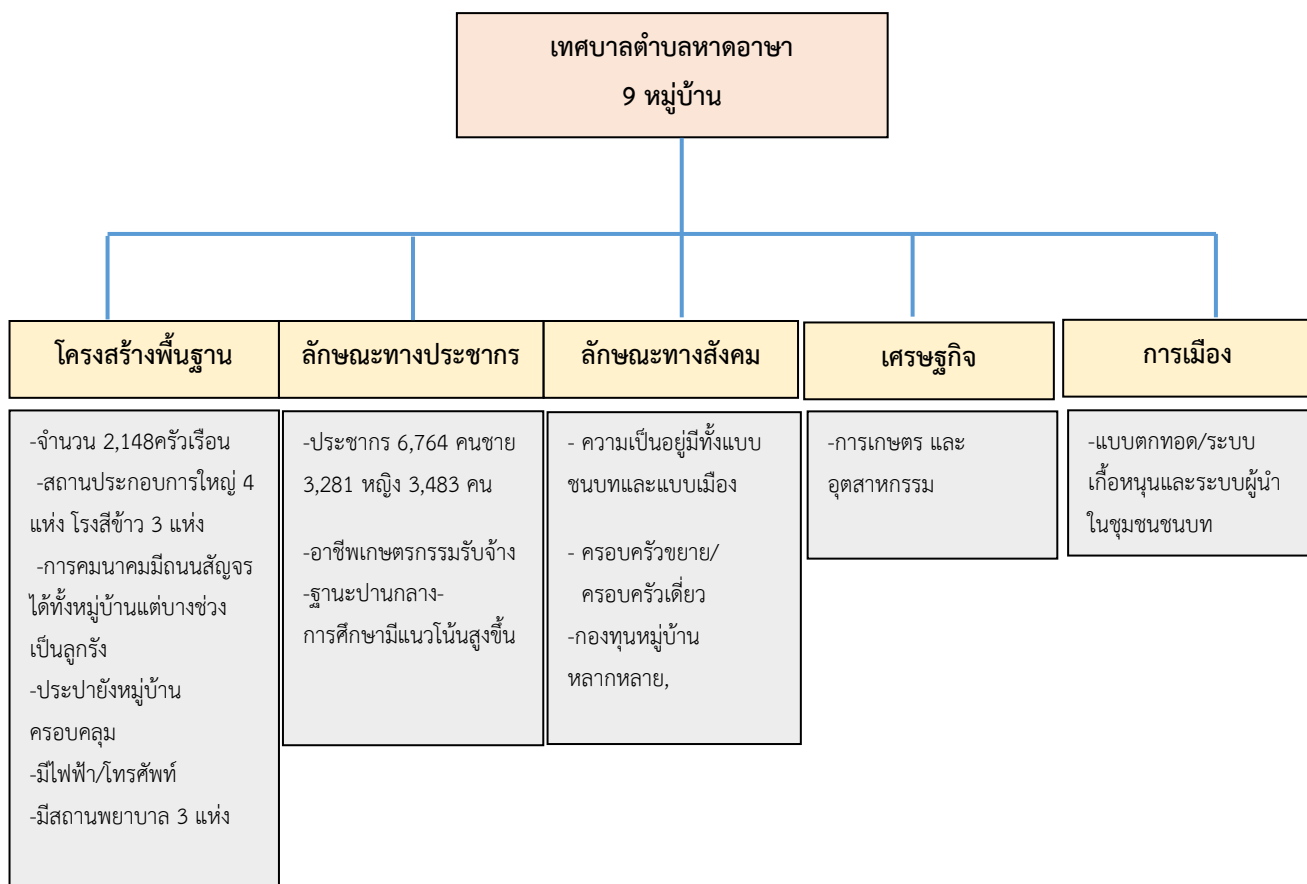 เทศบาลตำบลหาดอาษา
9 หมู่บ้าน
โครงสร้างพื้นฐาน
-จำนวน 2,148ครัวเรือน
-สถานประกอบการใหญ่ 4
แห่ง โรงสีข้าว 3 แห่ง
-การคมนาคมมีถนนสัญจร
ได้ทั้งหมู่บ้านแต่บางช่วง
เป็นลูกรัง
-ประปายังหมู่บ้าน
ครอบคลุม
-มีไฟฟ้า/โทรศัพท์
-มีสถานพยาบาล 3 แห่ง
ลักษณะทางประชากร
-ประชากร 6,764 คนชาย
3,281 หญิง 3,483 คน
-อาชีพเกษตรกรรมรับจ้าง
-ฐานะปานกลาง-
การศึกษามีแนวโน้นสูงขึ้น
ลักษณะทางสังคม
- ความเป็นอยู่มีทั้งแบบ
ชนบทและแบบเมือง
- ครอบครัวขยาย/
ครอบครัวเดี่ยว
-กองทุนหมู่บ้าน
หลากหลาย,
เศรษฐกิจ
-การเกษตร และ
อุตสาหกรรม
การเมือง
-แบบตกทอด/ระบบ
เกื้อหนุนและระบบผู้นำ
ในชุมชนชนบท